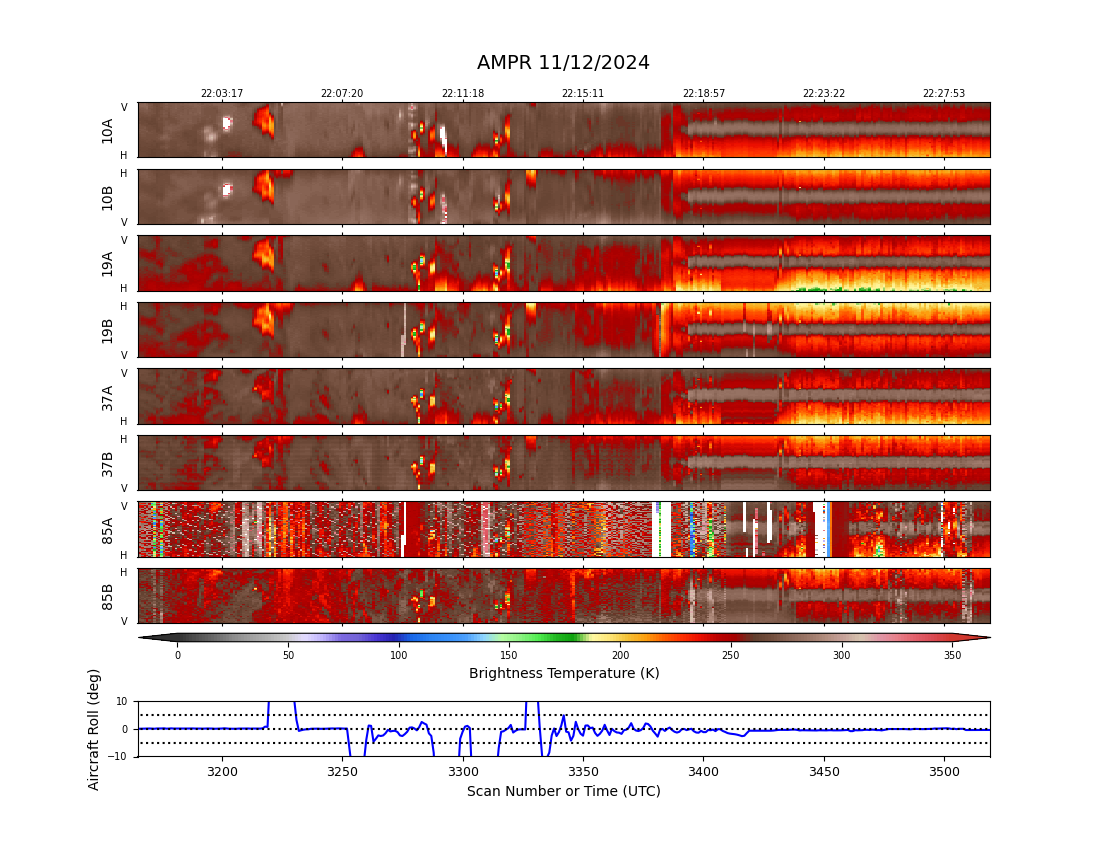 AMPR 11/12/2024
22:03:17 22:07:20 22:11:18 22:15:11 22:18:57 22:23:22 22:27:53
V
10A
H
H
10B
V
V
19A
H
H
19B
V
V
37A
H
H
37B
V
V
85A
H
H
85B
V
0 50 100 150 200 250 300 350
Brightness Temperature (K)
Aircraft Roll (deg)
10
0
−10
3200 3250 3300 3350 3400 3450 3500
Scan Number or Time (UTC)